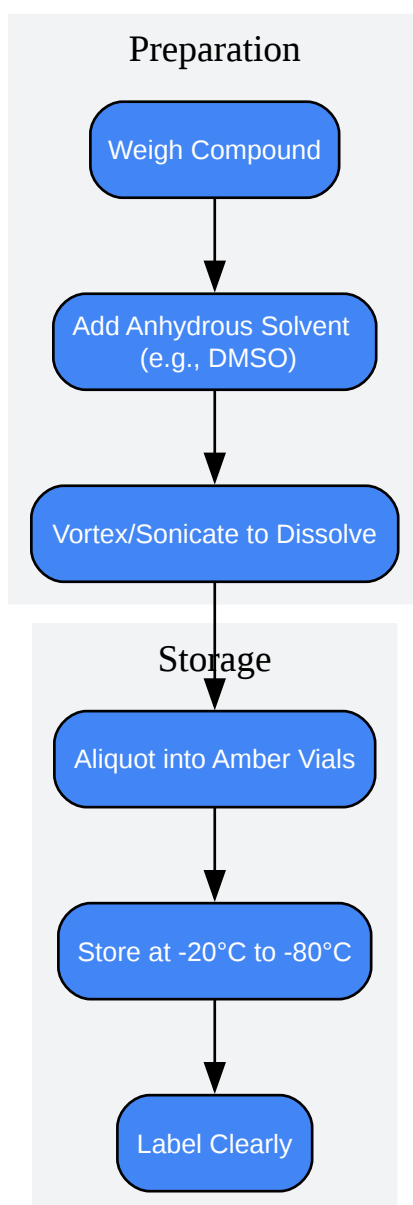 Preparation
Weigh Compound
Add Anhydrous Solvent
(e.g., DMSO)
Vortex/Sonicate to Dissolve
Storage
Aliquot into Amber Vials
Store at -20°C to -80°C
Label Clearly